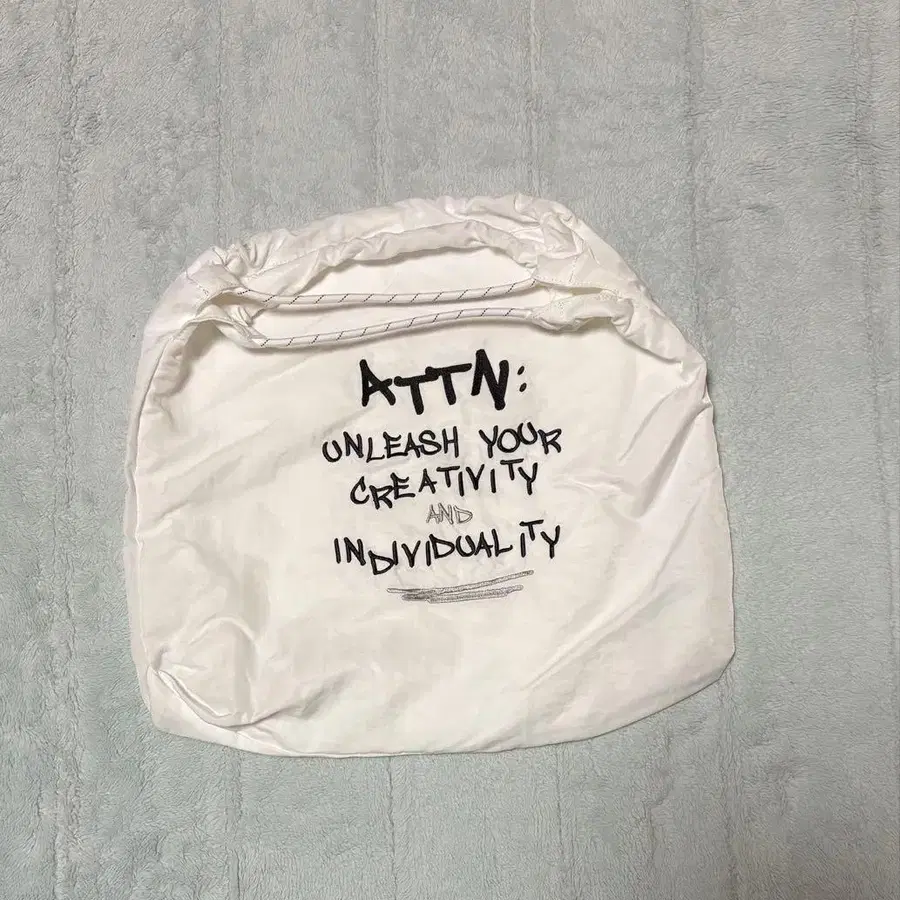 ATTN:
UNLEASH YOUR
CREATIVITY
AND
INDIVIDUALITY